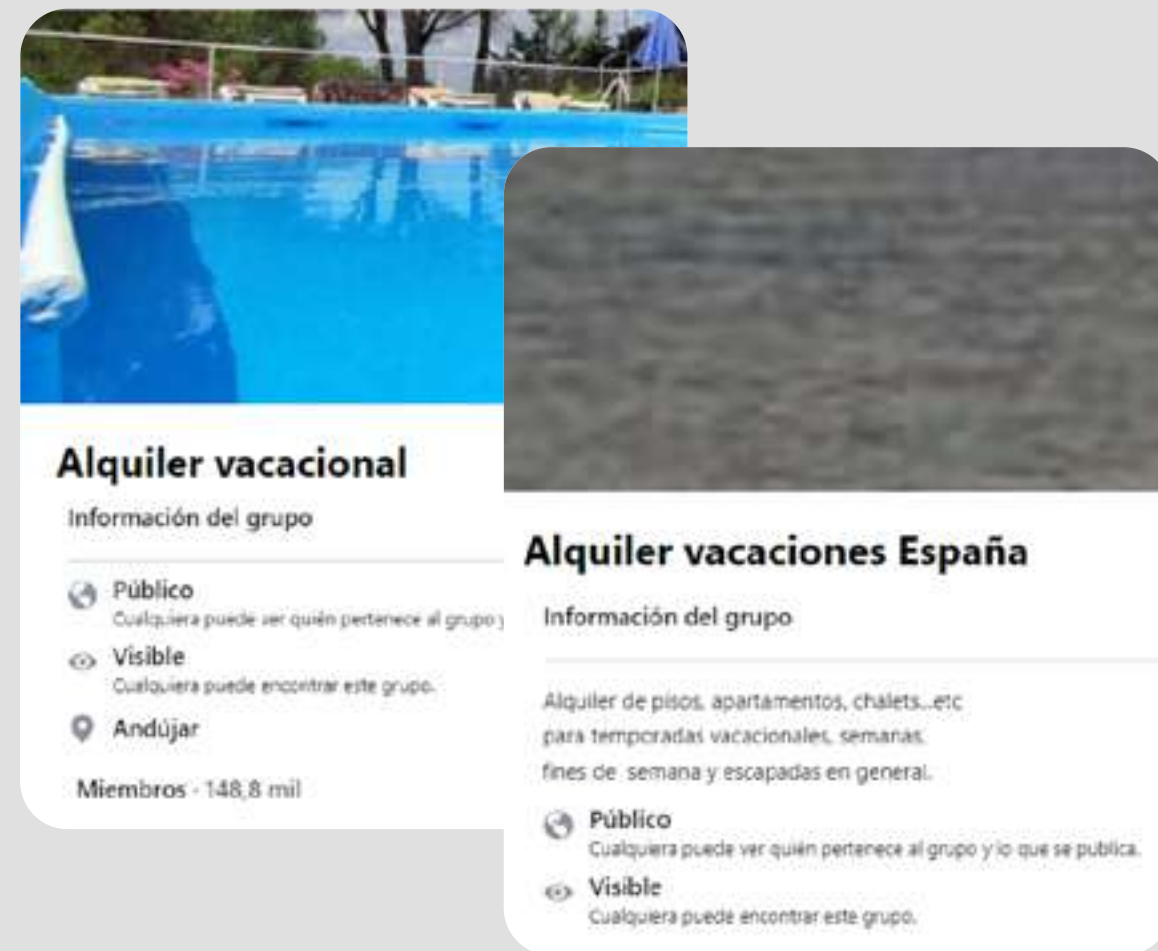 Alquiler vacacional
Información del grupo
Público
Cualquiera puede ver quién pertenece al grupo y
Visible
Cualquiera puede encontrar este grupo.
Andújar
Miembros · 148,8 mil
Alquiler vacaciones España
Información del grupo
Alquiler de pisos, apartamentos, chalets...etc
para temporadas vacacionales, semanas,
fines de semana y escapadas en general.
Público
Cualquiera puede ver quién pertenece al grupo y lo que se publica.
Visible
Cualquiera puede encontrar este grupo.